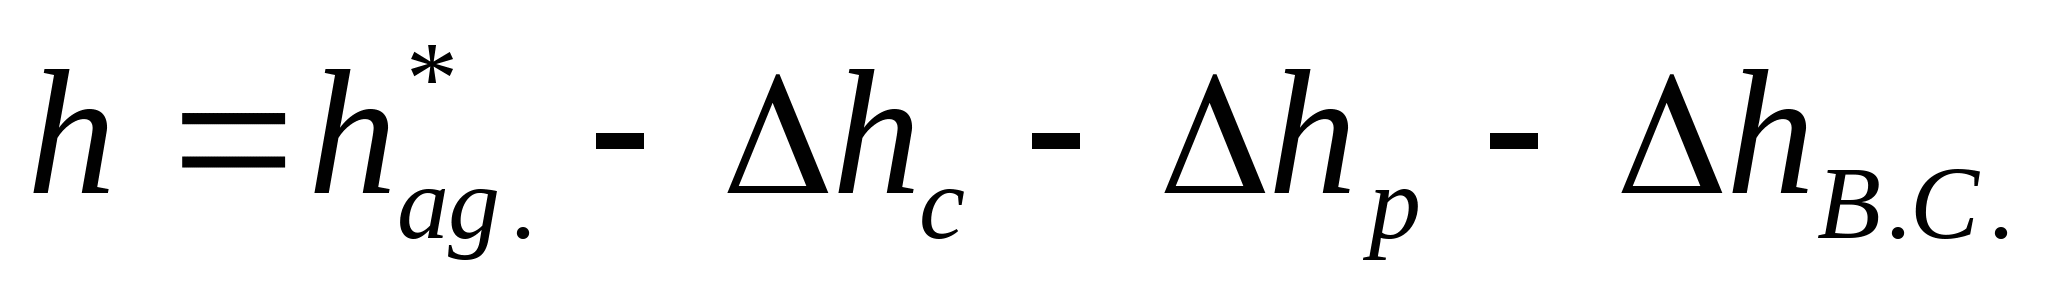 h = h*ag. - Δhc - Δhp - ΔhB.C.